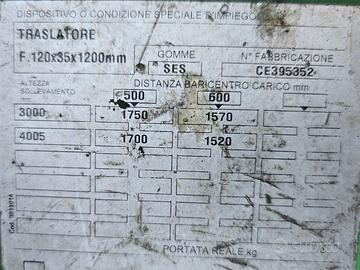 DISPOSITIVO O CONDIZIONE SPECIALE D'IMPIEGO
TRASLATORE
F.120x35x1200mm
GOMME
SES
N° FABBRICAZIONE
CE395352
ALTEZZA
SOLLEVAMENTO
DISTANZA BARICENTRO CARICO mm
500 600
3000 1750 1570
4005 1700 1520
PORTATA REALE kg